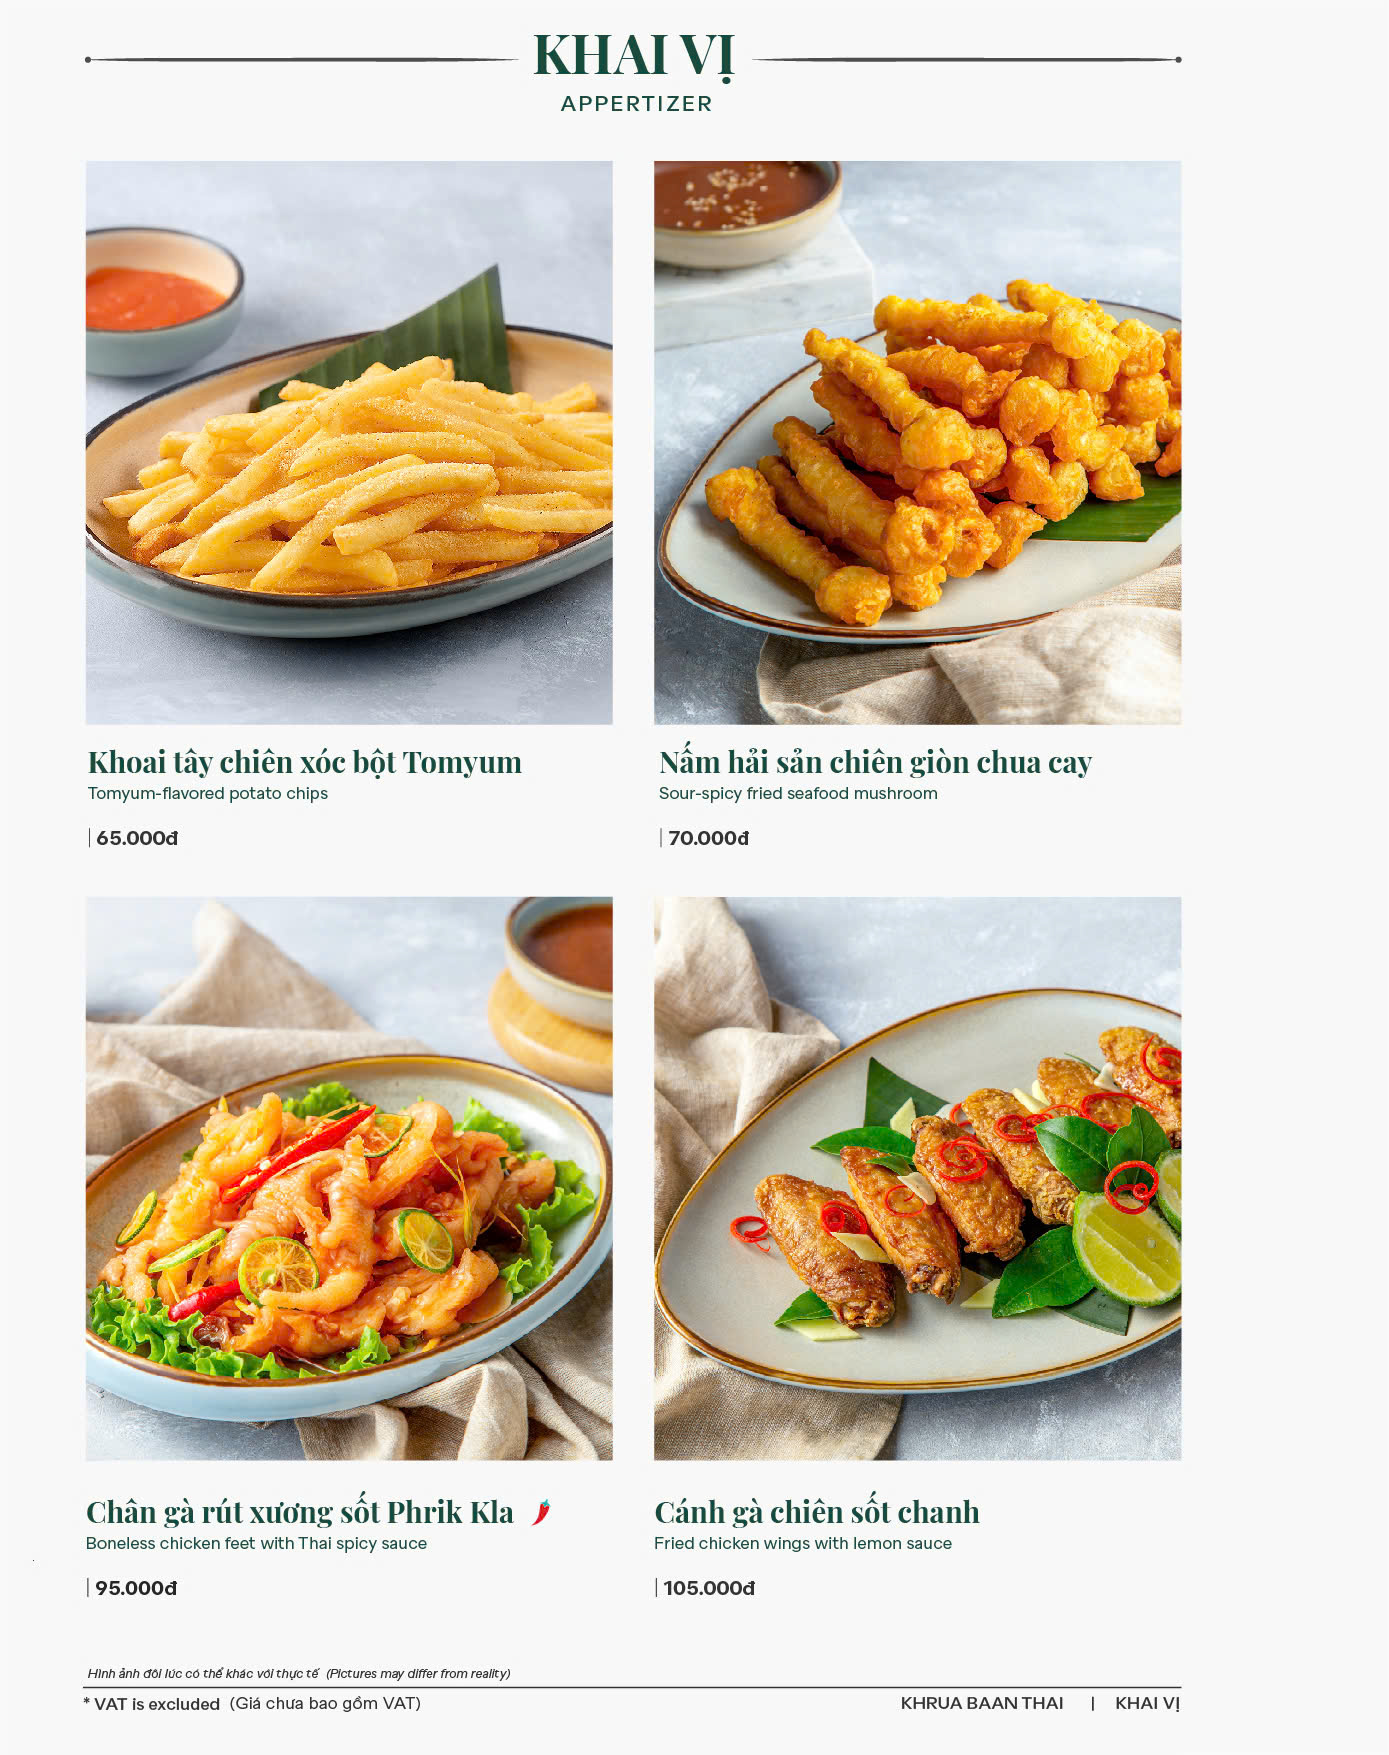 KHAI VỊ
APPERTIZER
Khoai tây chiên xóc bột Tomyum
Tomyum-flavored potato chips
| 65.000đ
Nấm hải sản chiên giòn chua cay
Sour-spicy fried seafood mushroom
| 70.000đ
Chân gà rút xương sốt Phrik Kla
Boneless chicken feet with Thai spicy sauce
| 95.000đ
Cánh gà chiên sốt chanh
Fried chicken wings with lemon sauce
| 105.000đ
Hình ảnh đôi lúc có thể khác với thực tế (Pictures may differ from reality)
* VAT is excluded (Giá chưa bao gồm VAT)
KHRUA BAAN THAI | KHAI VỊ